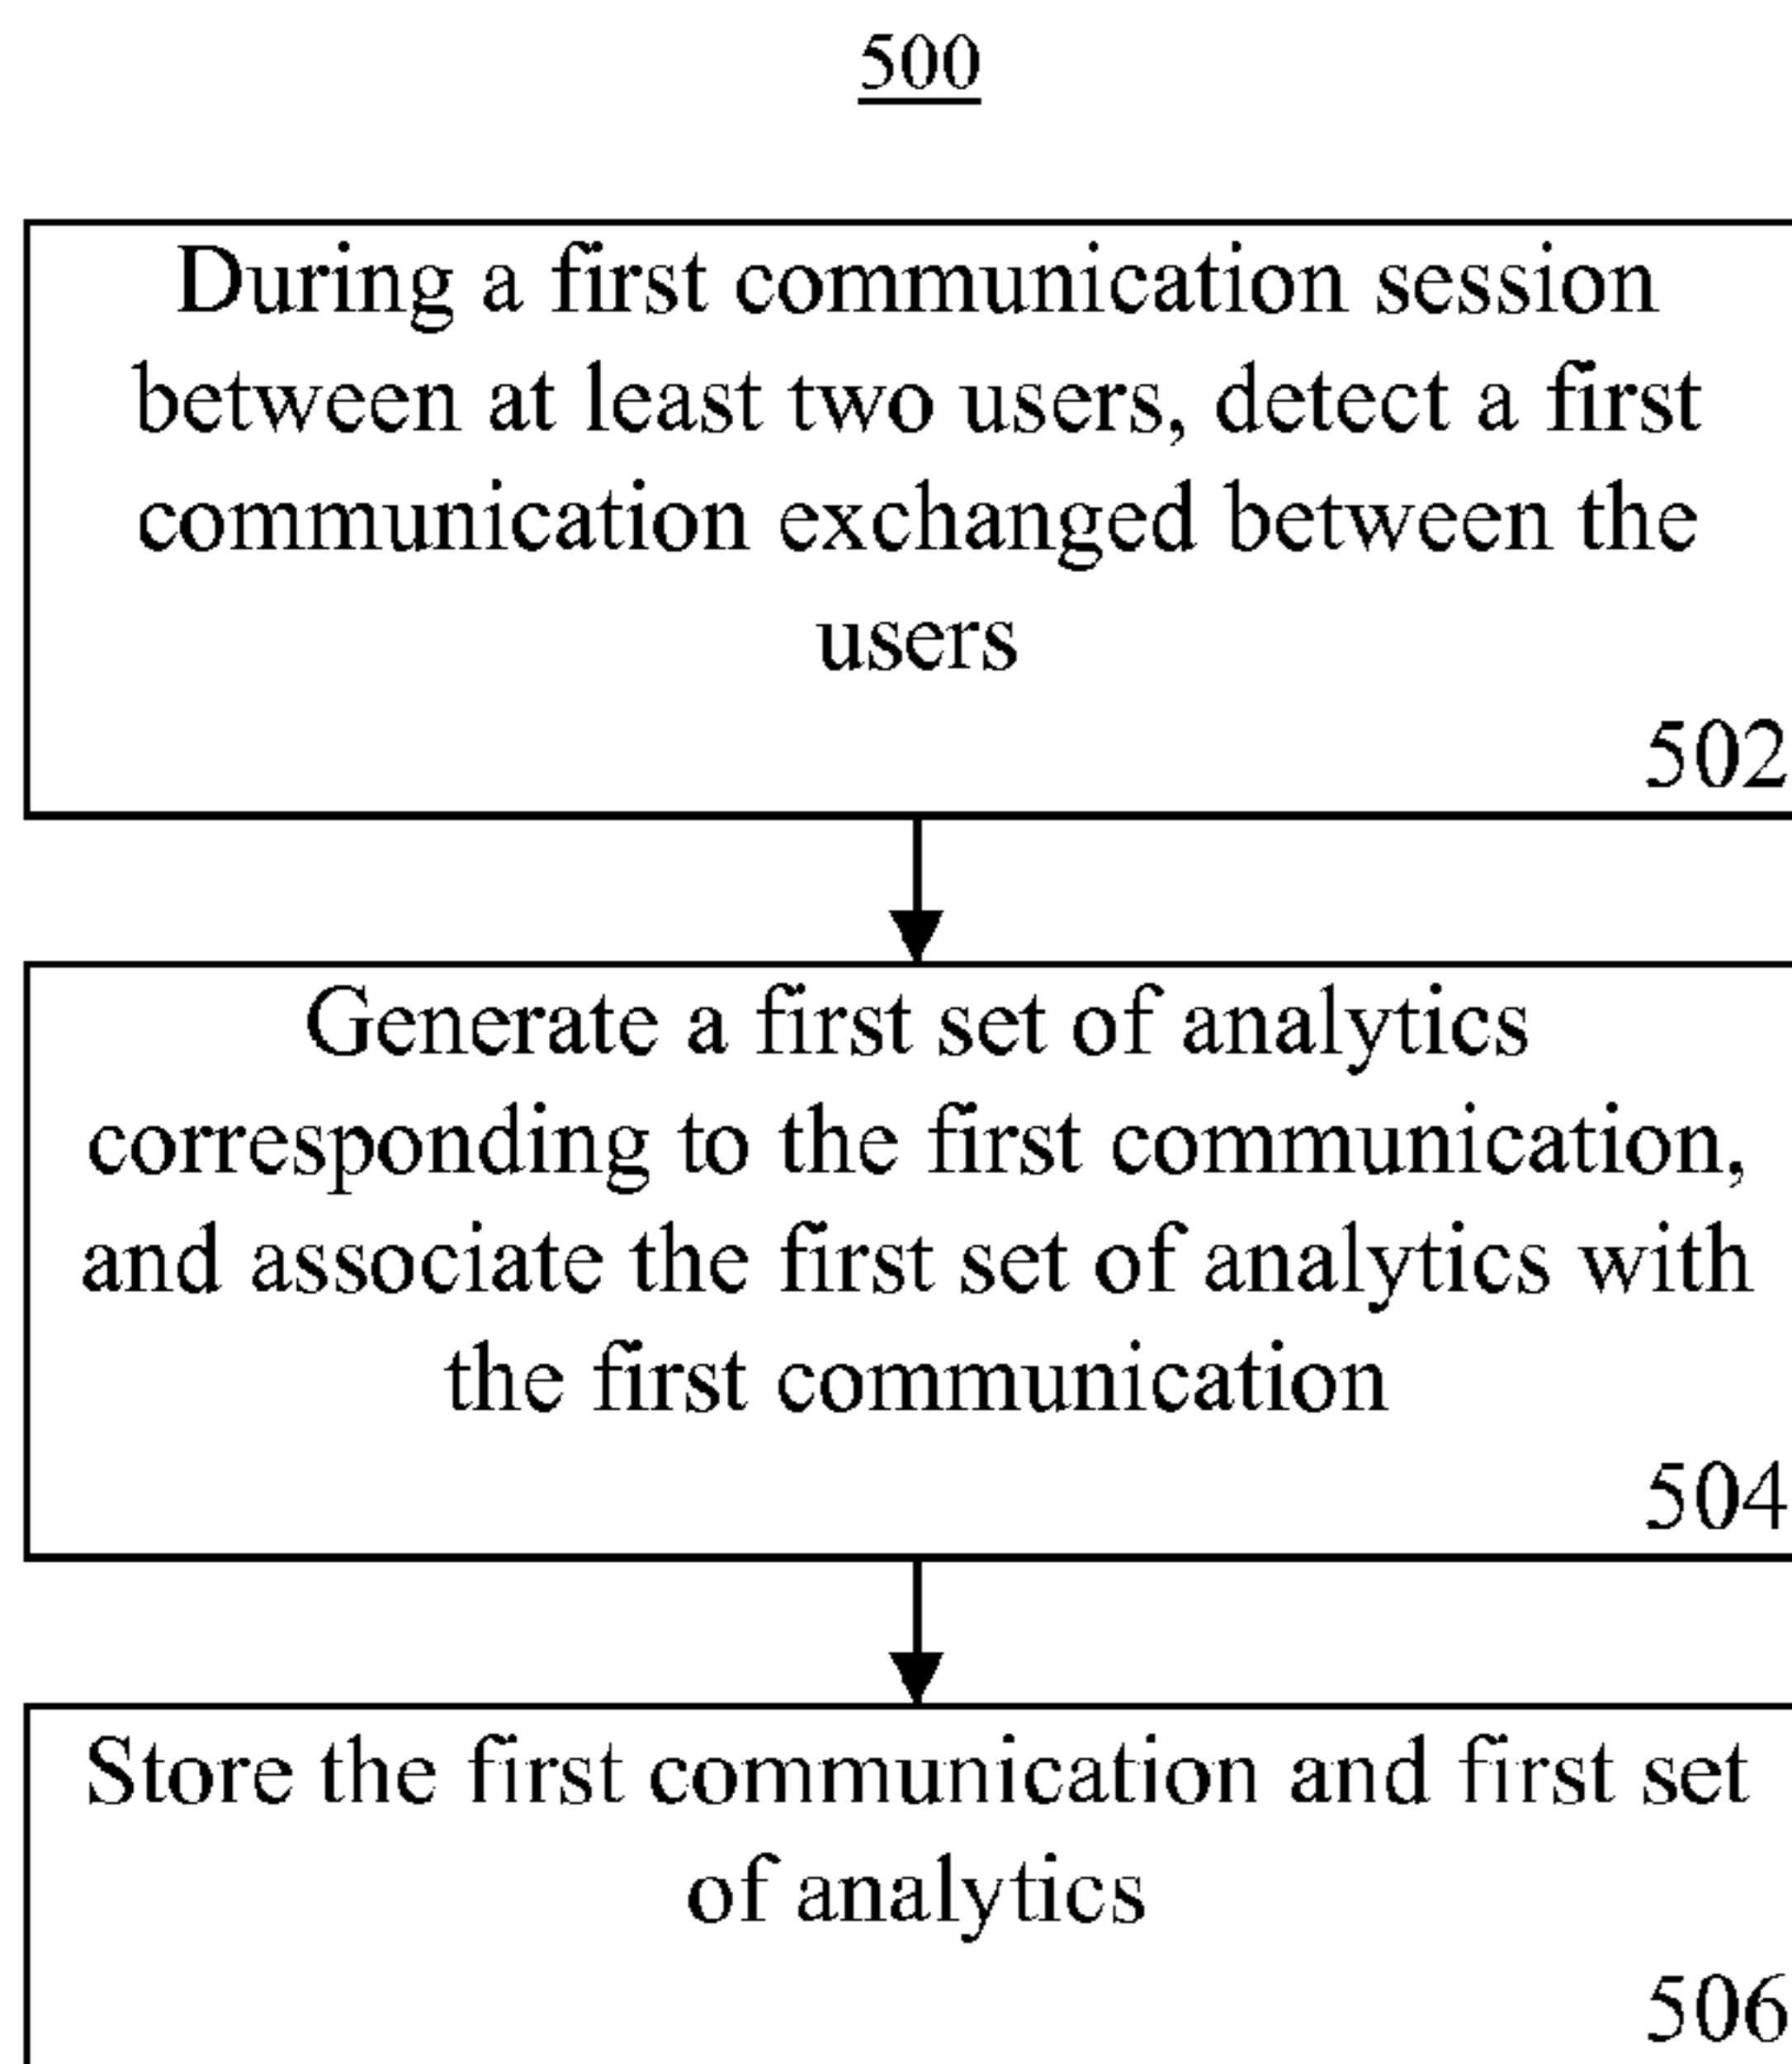 500
During a first communication session
between at least two users, detect a first
communication exchanged between the
users
502
Generate a first set of analytics
corresponding to the first communication,
and associate the first set of analytics with
the first communication
504
Store the first communication and first set
of analytics
506